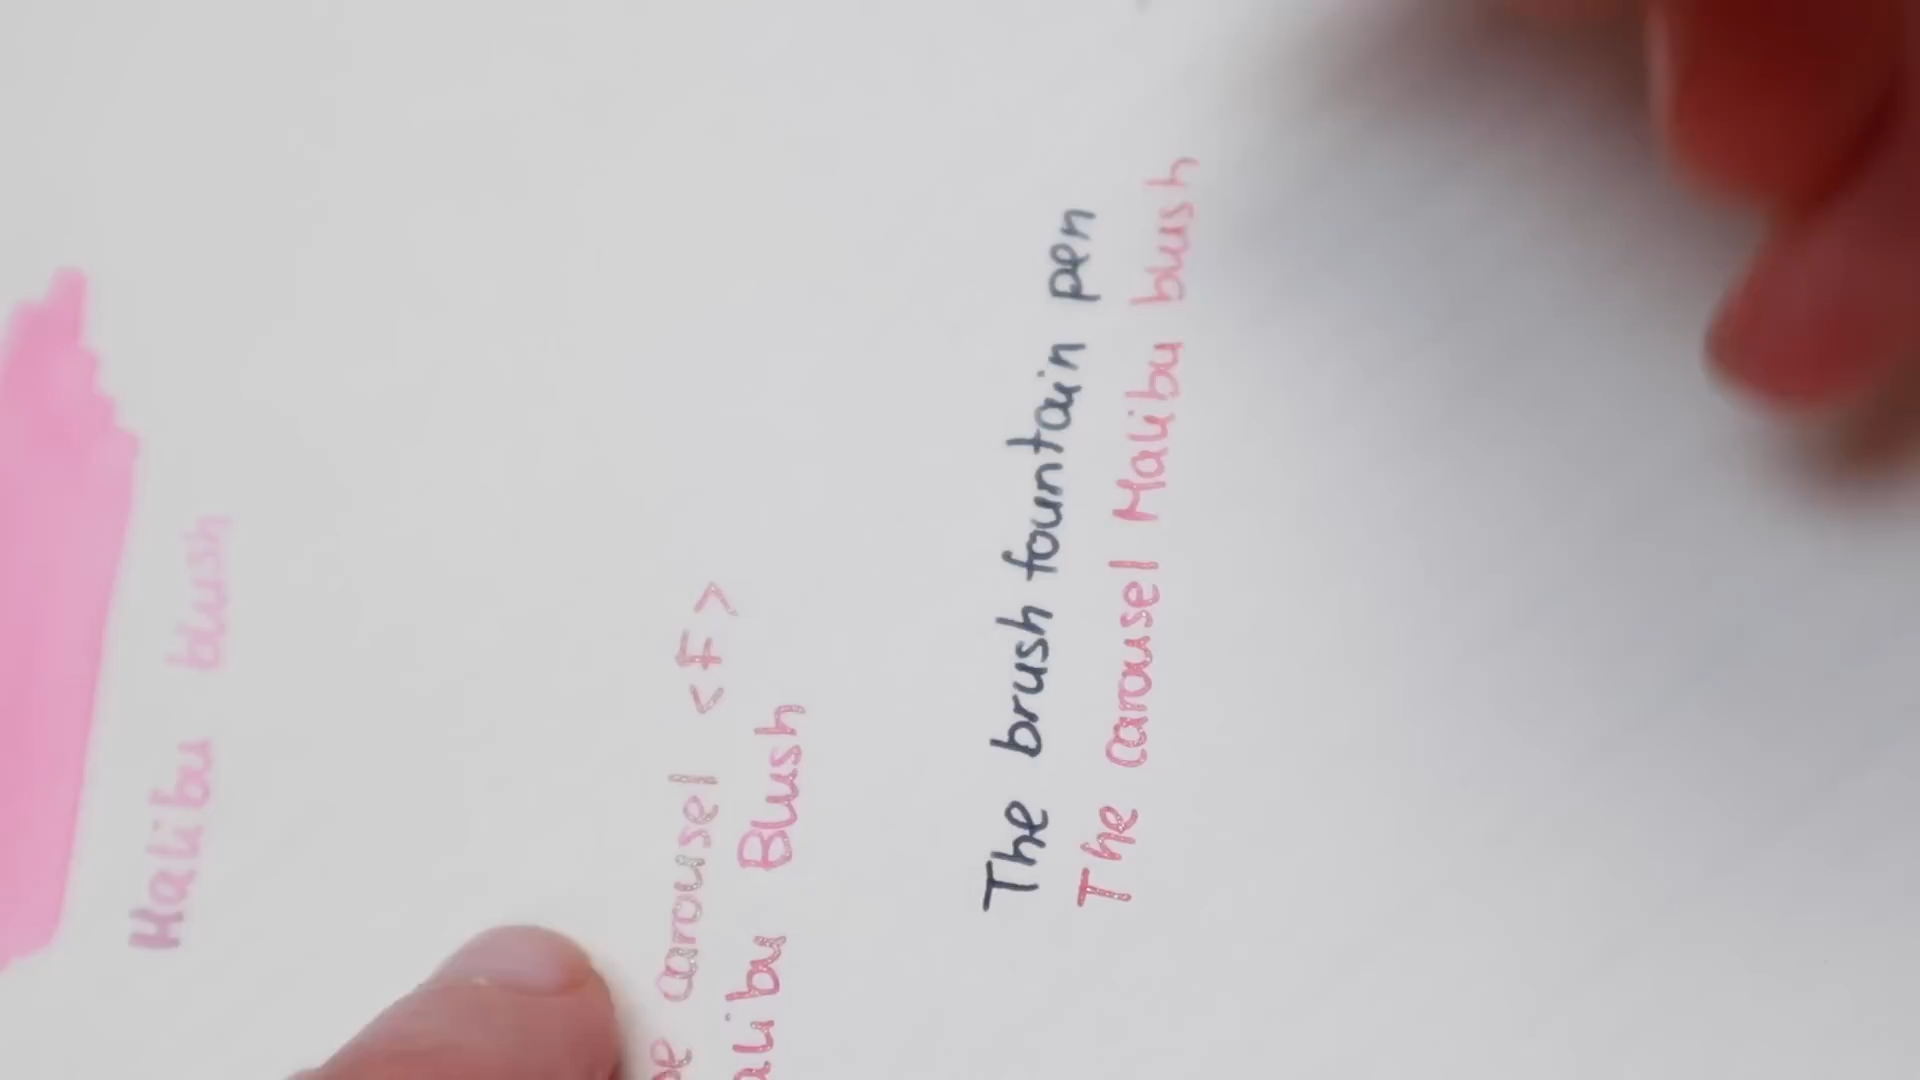 Malibu blush
carousel <F>
Blush
The brush fountain pen
The carousel Malibu blush